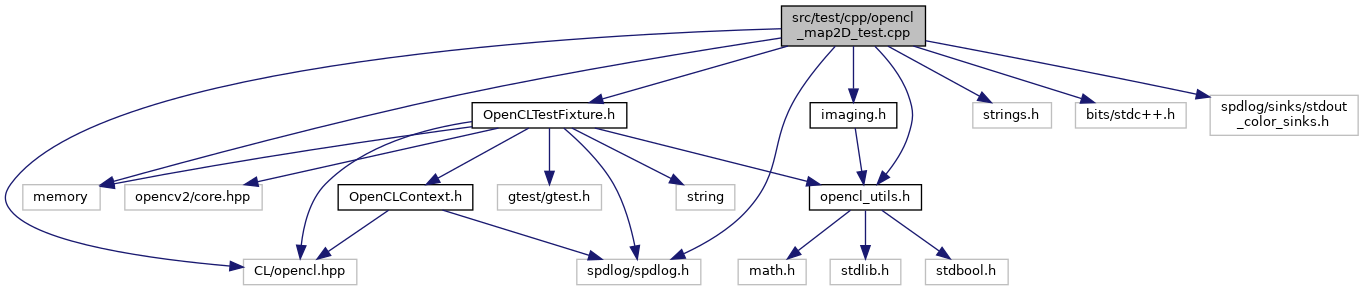 src/test/cpp/opencl
_map2D_test.cpp
OpenCLTestFixture.h
imaging.h
strings.h
bits/stdc++.h
spdlog/sinks/stdout
_color_sinks.h
memory
opencv2/core.hpp
OpenCLContext.h
gtest/gtest.h
string
opencl_utils.h
CL/opencl.hpp
spdlog/spdlog.h
math.h
stdlib.h
stdbool.h